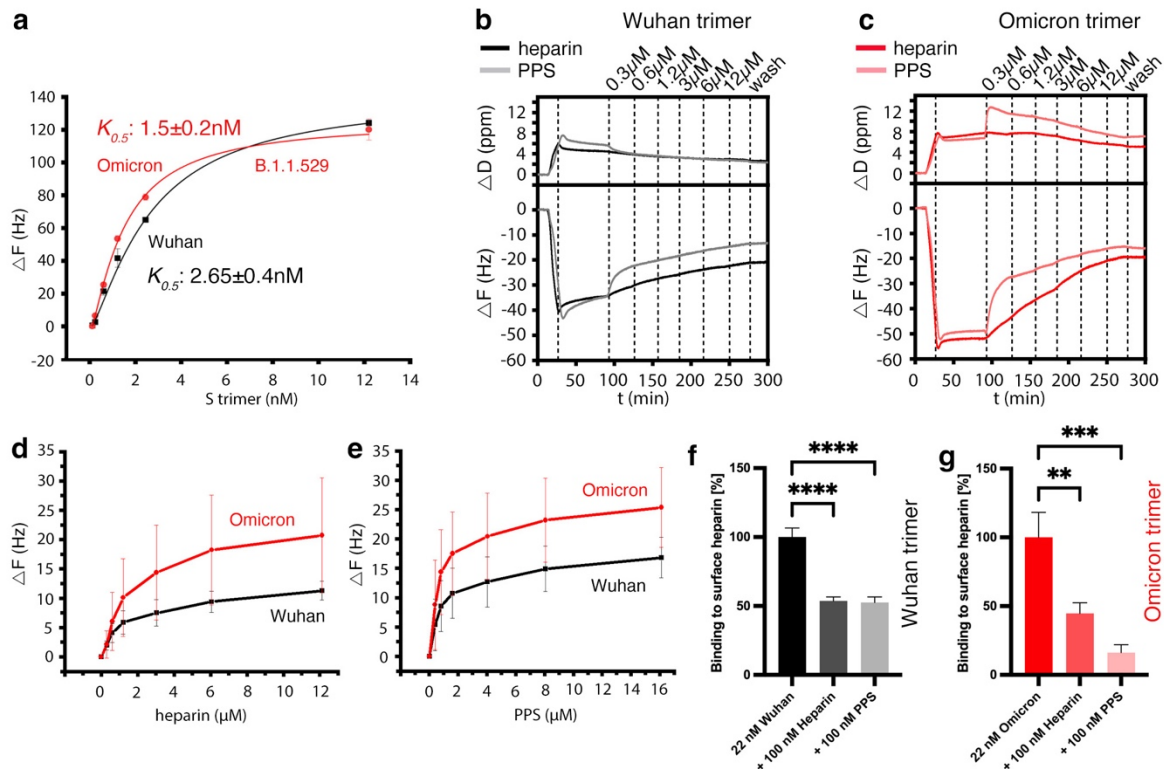 a
140
120
100
80
60
40
20
0
-20
△F (Hz)
K0.5: 1.5±0.2nM
Omicron
B.1.1.529
Wuhan
K0.5: 2.65±0.4nM
0 2 4 6 8 10 12 14
S trimer (nM)
b
Wuhan trimer
heparin
PPS
0.3µM
0.6µM
1.2µM
3µM
6µM
12µM
wash
△D (ppm)
12
8
4
0
△F (Hz)
0
-10
-20
-30
-40
-50
-60
0 50 100 150 200 250 300
t (min)
c
Omicron trimer
heparin
PPS
0.3µM
0.6µM
1.2µM
3µM
6µM
12µM
wash
△D (ppm)
12
8
4
0
△F (Hz)
0
-10
-20
-30
-40
-50
-60
0 50 100 150 200 250 300
t (min)
d
35
30
25
20
15
10
5
0
△F (Hz)
Omicron
Wuhan
0 2 4 6 8 10 12
heparin (µM)
e
35
30
25
20
15
10
5
0
△F (Hz)
Omicron
Wuhan
0 2 4 6 8 10 12 14 16
PPS (µM)
f
****
****
150
100
50
0
Binding to surface heparin [%]
22 nM Wuhan
+ 100 nM Heparin
+ 100 nM PPS
Wuhan trimer
g
***
**
150
100
50
0
Binding to surface heparin [%]
22 nM Omicron
+ 100 nM Heparin
+ 100 nM PPS
Omicron trimer